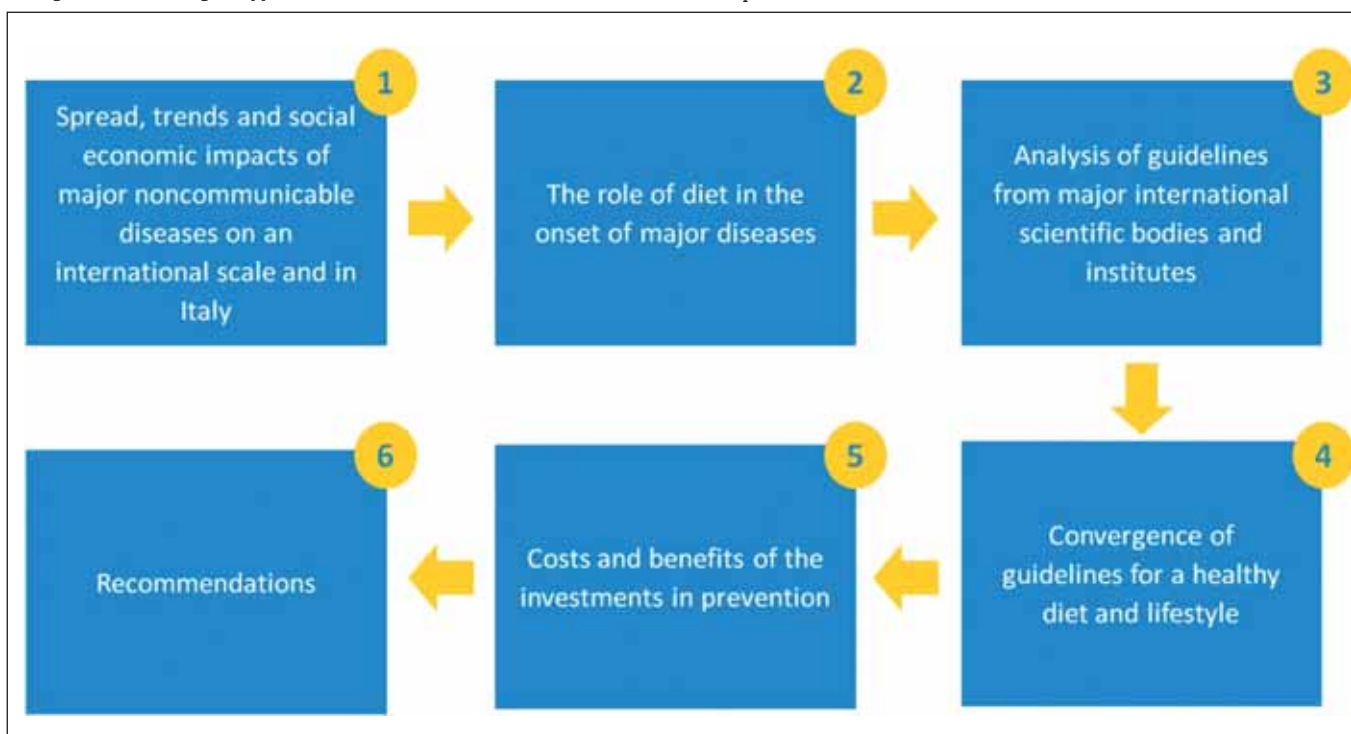 1
Spread, trends and social
economic impacts of
major noncommunicable
diseases on an
international scale and in
Italy
2
The role of diet in the
onset of major diseases
3
Analysis of guidelines
from major international
scientific bodies and
institutes
4
Convergence of
guidelines for a healthy
diet and lifestyle
5
Costs and benefits of the
investments in prevention
6
Recommendations